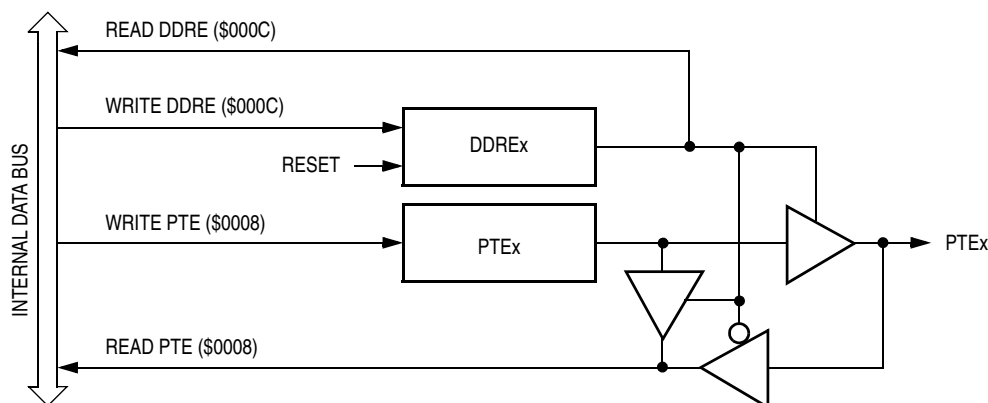 READ DDRE ($000C)
WRITE DDRE ($000C)
DDREx
RESET
INTERNAL DATA BUS
WRITE PTE ($0008)
PTEx
PTEx
READ PTE ($0008)